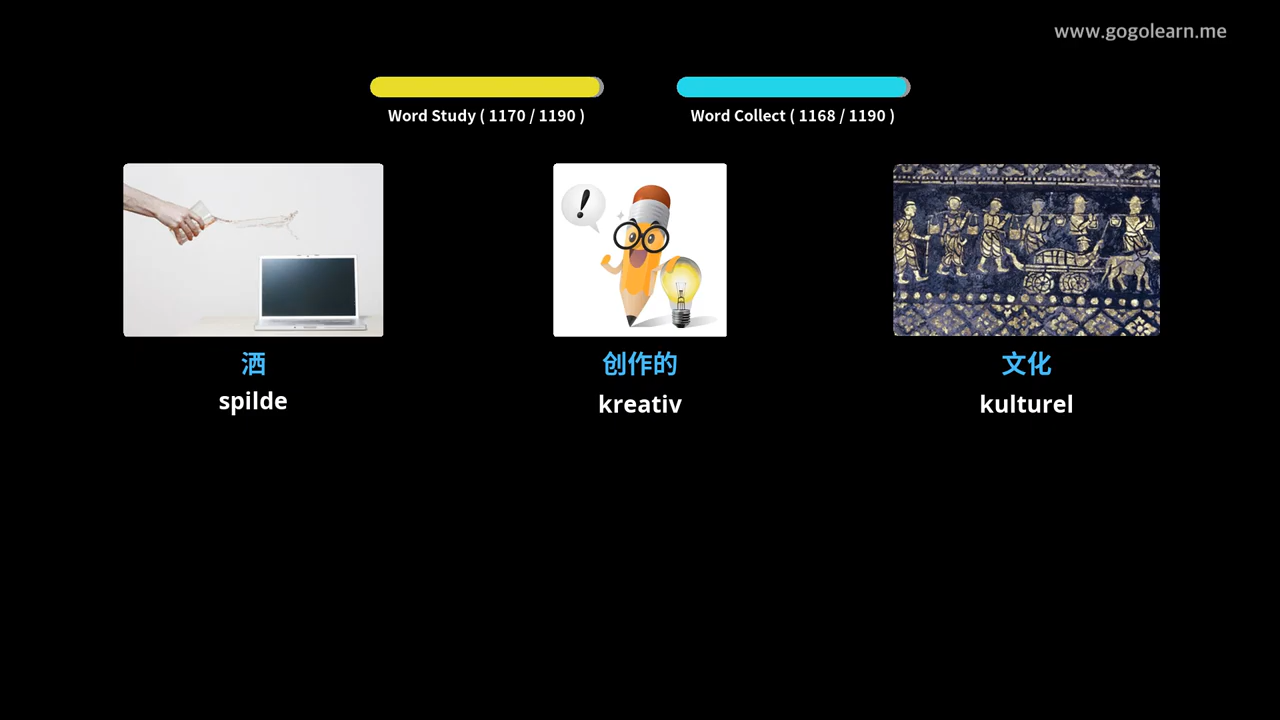 www.gogolearn.me
Word Study ( 1170 / 1190 )
Word Collect ( 1168 / 1190 )
!
洒
创作的
文化
spilde
kreativ
kulturel